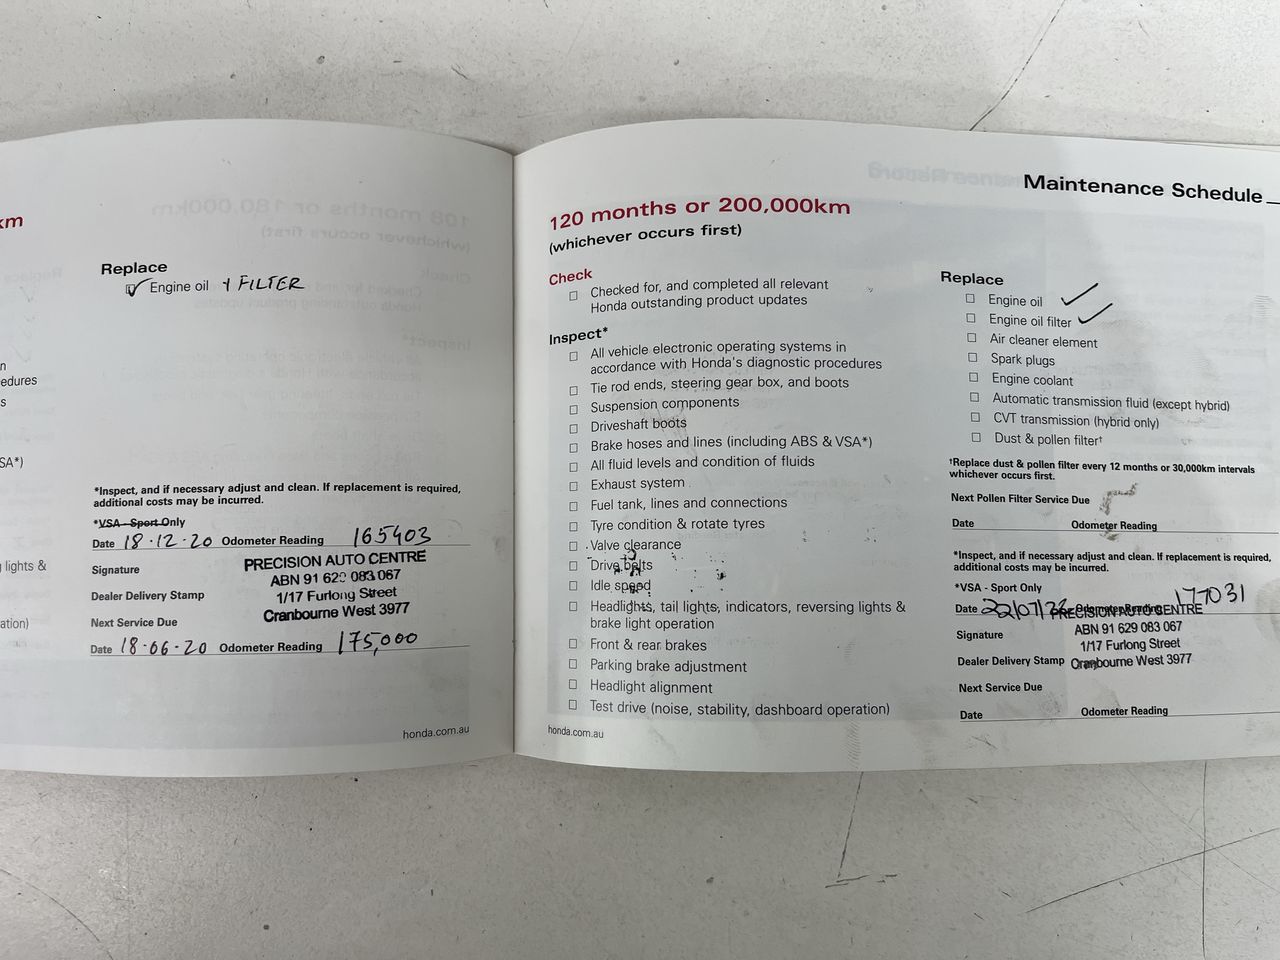 km
n
edures
s
SA*)
lights &
ation)
Replace
Engine oil + FILTER
*Inspect, and if necessary adjust and clean. If replacement is required,
additional costs may be incurred.
*VSA - Sport Only
Date 18·12·20 Odometer Reading 165403
Signature
PRECISION AUTO CENTRE
ABN 91 629 083 067
1/17 Furlong Street
Cranbourne West 3977
Dealer Delivery Stamp
Next Service Due
Date 18·06·20 Odometer Reading 175,000
honda.com.au
Maintenance Schedule
120 months or 200,000km
(whichever occurs first)
Check
Checked for, and completed all relevant
Honda outstanding product updates
Inspect*
All vehicle electronic operating systems in
accordance with Honda's diagnostic procedures
Tie rod ends, steering gear box, and boots
Suspension components
Driveshaft boots
Brake hoses and lines (including ABS & VSA*)
All fluid levels and condition of fluids
Exhaust system
Fuel tank, lines and connections
Tyre condition & rotate tyres
Valve clearance
Drive belts
Idle speed
Headlights, tail lights, indicators, reversing lights &
brake light operation
Front & rear brakes
Parking brake adjustment
Headlight alignment
Test drive (noise, stability, dashboard operation)
honda.com.au
Replace
Engine oil
Engine oil filter
Air cleaner element
Spark plugs
Engine coolant
Automatic transmission fluid (except hybrid)
CVT transmission (hybrid only)
Dust & pollen filter†
†Replace dust & pollen filter every 12 months or 30,000km intervals
whichever occurs first.
Next Pollen Filter Service Due
Date Odometer Reading
*Inspect, and if necessary adjust and clean. If replacement is required,
additional costs may be incurred.
*VSA - Sport Only
Date Odometer Reading 177031
PRECISION AUTO CENTRE
ABN 91 629 083 067
Signature
1/17 Furlong Street
Dealer Delivery Stamp
Cranbourne West 3977
Next Service Due
Date Odometer Reading